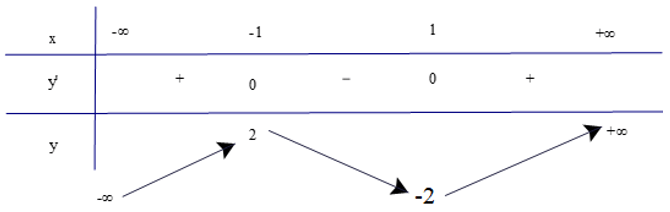 x -∞ -1 1 +∞
y' + 0 − 0 +
y -∞ 2 -2 +∞